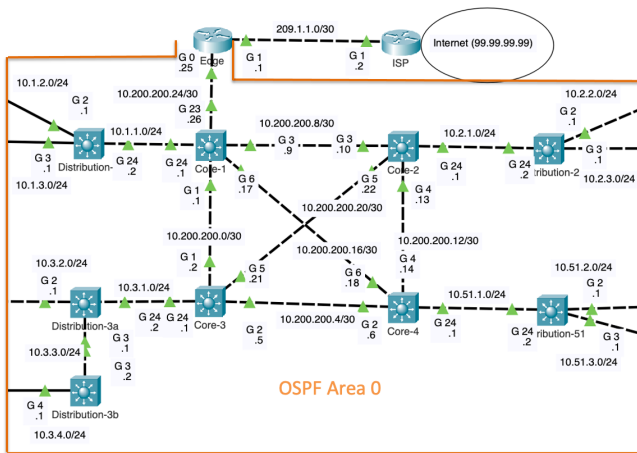 209.1.1.0/30
Internet (99.99.99.99)
Edge
ISP
G 0
.25
G 1
.1
G 1
.2
10.1.2.0/24
10.200.200.24/30
G 2
.1
G 23
.26
10.1.1.0/24
10.200.200.8/30
10.2.1.0/24
10.2.2.0/24
G 2
.1
G 3
.1
Distribution-
G 24
.2
G 24
.1
Core-1
G 3
.9
G 3
.10
Core-2
G 24
.1
G 24
.2
tribution-2
G 3
.1
10.1.3.0/24
10.2.3.0/24
G 6
.17
G 5
.22
G 4
.13
G 1
.1
10.200.200.20/30
10.200.200.0/30
10.200.200.16/30
10.200.200.12/30
10.3.2.0/24
G 2
.1
10.3.1.0/24
G 1
.2
G 5
.21
G 6
.18
G 4
.14
10.51.1.0/24
10.51.2.0/24
G 2
.1
Distribution-3a
G 24
.2
G 24
.1
Core-3
10.200.200.4/30
G 2
.5
G 2
.6
Core-4
G 24
.1
G 24
.2
ribution-51
G 3
.1
10.3.3.0/24
G 3
.1
G 3
.2
10.51.3.0/24
G 4
.1
Distribution-3b
10.3.4.0/24
OSPF Area 0